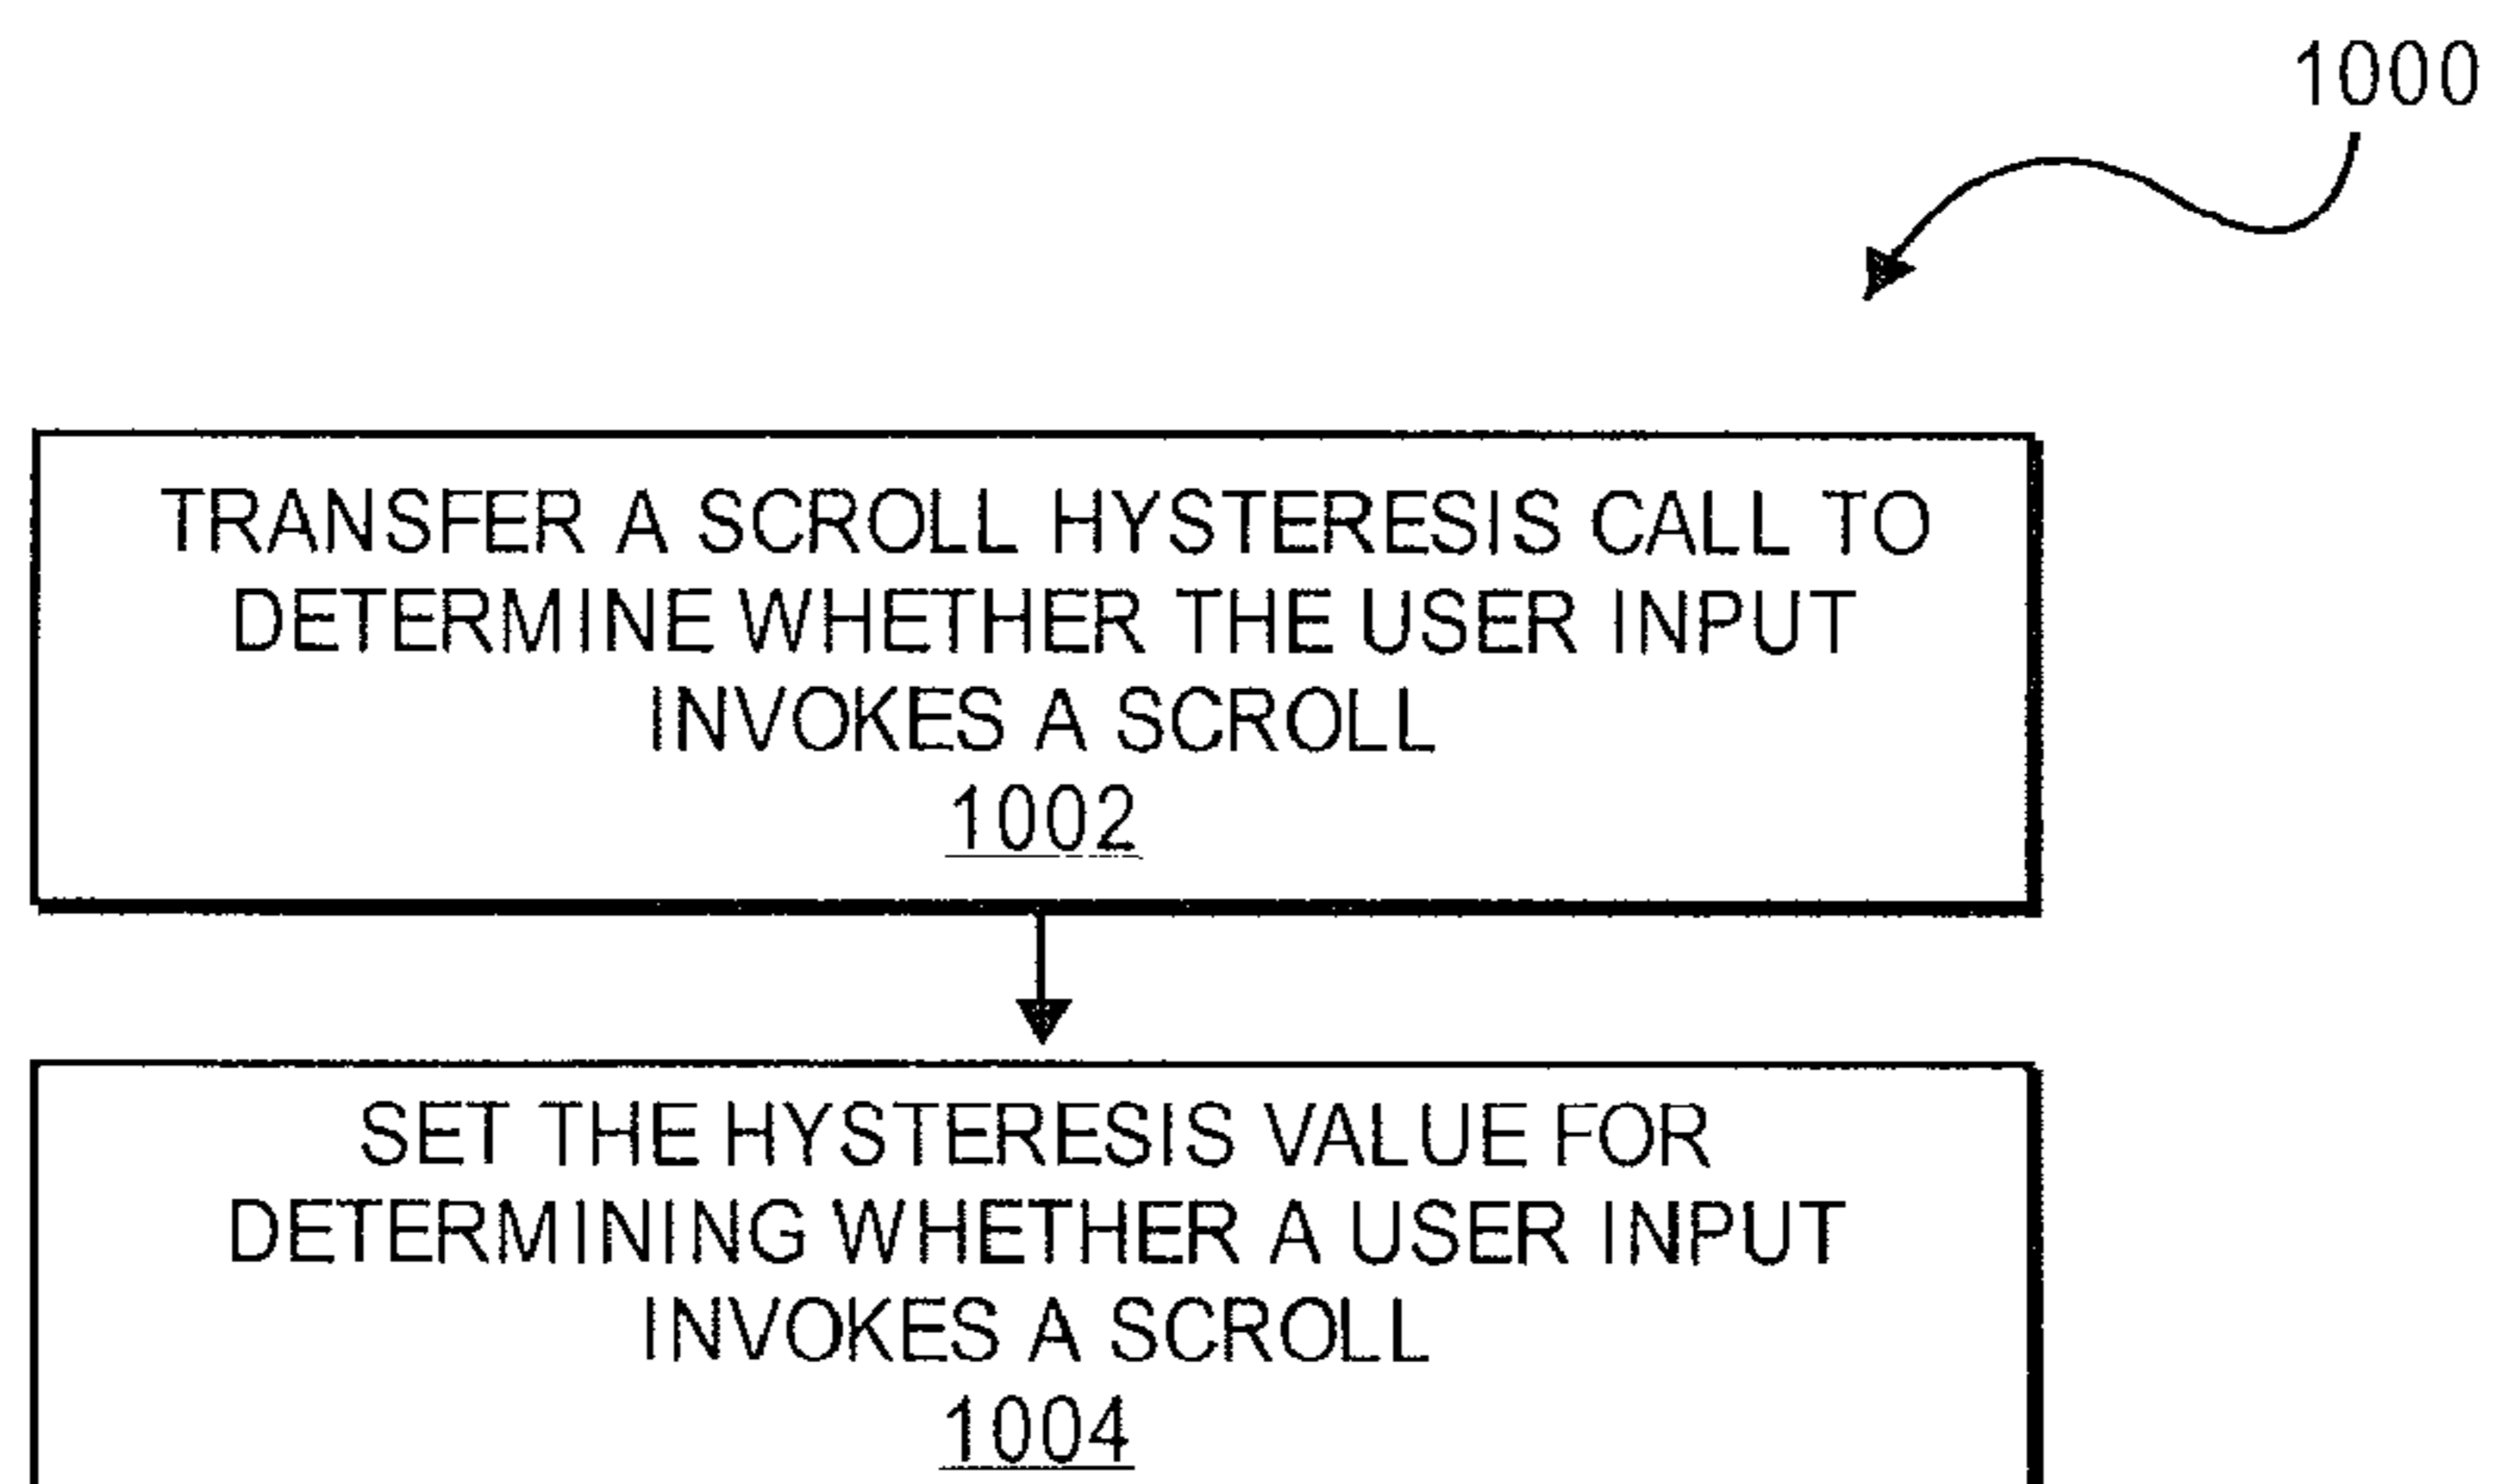 1000
TRANSFER A SCROLL HYSTERESIS CALL TO
DETERMINE WHETHER THE USER INPUT
INVOKES A SCROLL
1002
SET THE HYSTERESIS VALUE FOR
DETERMINING WHETHER A USER INPUT
INVOKES A SCROLL
1004